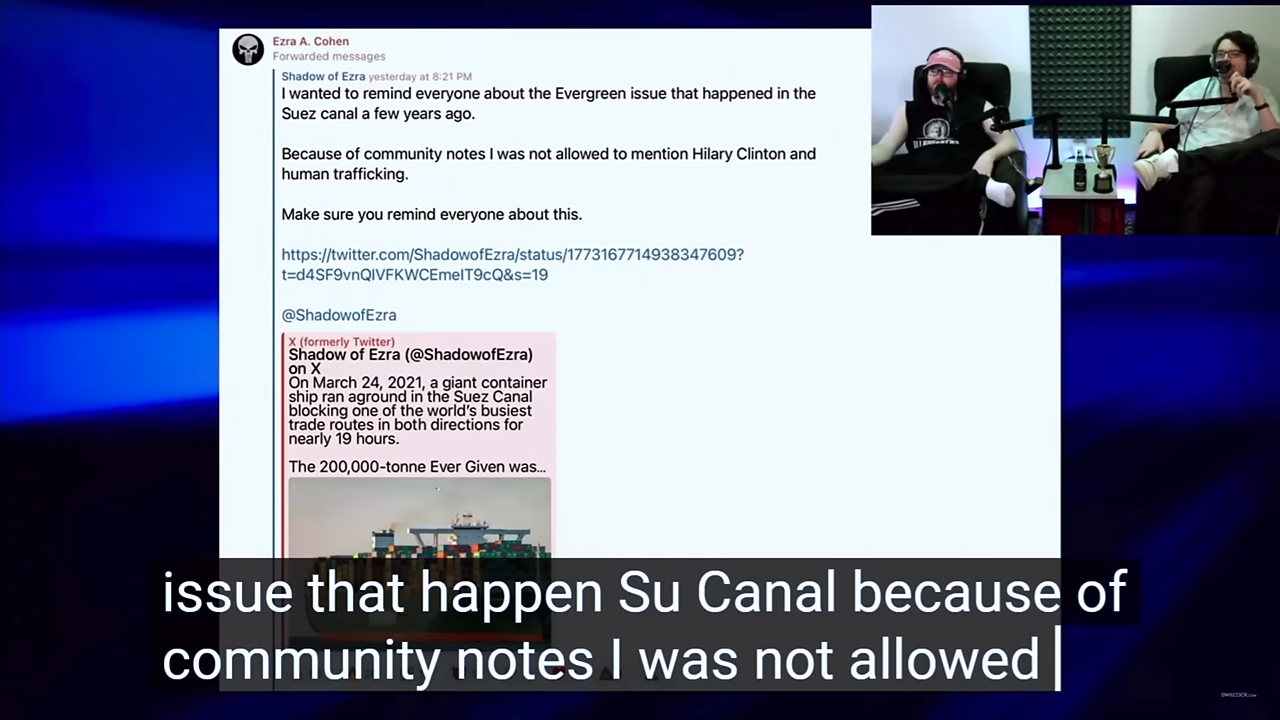 Ezra A. Cohen
Forwarded messages
Shadow of Ezra yesterday at 8:21 PM
I wanted to remind everyone about the Evergreen issue that happened in the
Suez canal a few years ago.
Because of community notes I was not allowed to mention Hilary Clinton and
human trafficking.
Make sure you remind everyone about this.
https://twitter.com/ShadowofEzra/status/1773167714938347609?
t=d4SF9vnQIVFKWCEmeIT9cQ&s=19
@ShadowofEzra
X (formerly Twitter)
Shadow of Ezra (@ShadowofEzra)
on X
On March 24, 2021, a giant container
ship ran aground in the Suez Canal
blocking one of the world's busiest
trade routes in both directions for
nearly 19 hours.
The 200,000-tonne Ever Given was...
issue that happen Su Canal because of
community notes I was not allowed